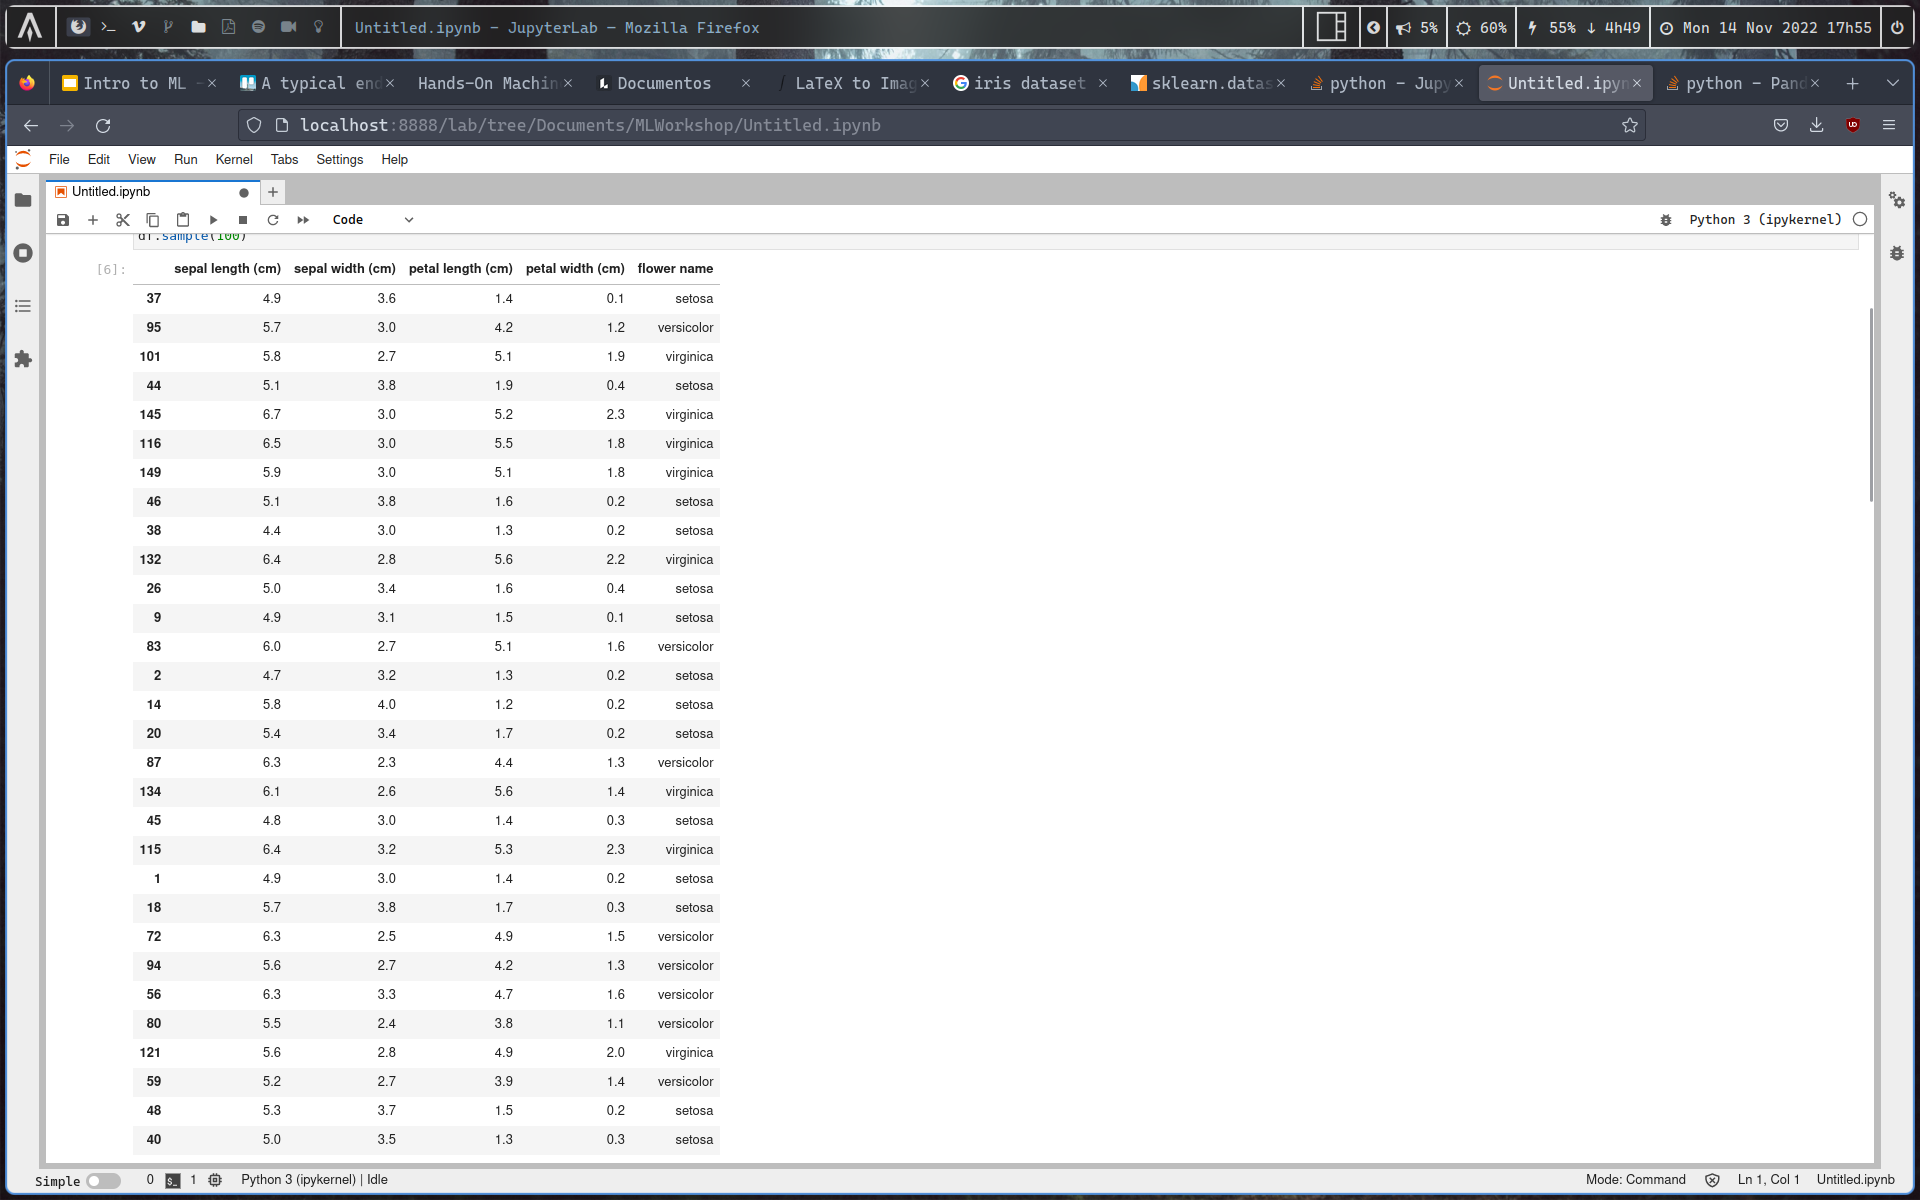 Untitled.ipynb – JupyterLab — Mozilla Firefox
5%
60%
55% ↓ 4h49
Mon 14 Nov 2022 17h55
Intro to ML -
A typical en
Hands-On Machin
Documentos
LaTeX to Imag
iris dataset
sklearn.datas
python - Jupy
Untitled.ipyn
python - Pand
localhost:8888/lab/tree/Documents/MLWorkshop/Untitled.ipynb
File Edit View Run Kernel Tabs Settings Help
Untitled.ipynb
Code
Python 3 (ipykernel)
df.sample(100)
[6]: sepal length (cm) sepal width (cm) petal length (cm) petal width (cm) flower name
37 4.9 3.6 1.4 0.1 setosa
95 5.7 3.0 4.2 1.2 versicolor
101 5.8 2.7 5.1 1.9 virginica
44 5.1 3.8 1.9 0.4 setosa
145 6.7 3.0 5.2 2.3 virginica
116 6.5 3.0 5.5 1.8 virginica
149 5.9 3.0 5.1 1.8 virginica
46 5.1 3.8 1.6 0.2 setosa
38 4.4 3.0 1.3 0.2 setosa
132 6.4 2.8 5.6 2.2 virginica
26 5.0 3.4 1.6 0.4 setosa
9 4.9 3.1 1.5 0.1 setosa
83 6.0 2.7 5.1 1.6 versicolor
2 4.7 3.2 1.3 0.2 setosa
14 5.8 4.0 1.2 0.2 setosa
20 5.4 3.4 1.7 0.2 setosa
87 6.3 2.3 4.4 1.3 versicolor
134 6.1 2.6 5.6 1.4 virginica
45 4.8 3.0 1.4 0.3 setosa
115 6.4 3.2 5.3 2.3 virginica
1 4.9 3.0 1.4 0.2 setosa
18 5.7 3.8 1.7 0.3 setosa
72 6.3 2.5 4.9 1.5 versicolor
94 5.6 2.7 4.2 1.3 versicolor
56 6.3 3.3 4.7 1.6 versicolor
80 5.5 2.4 3.8 1.1 versicolor
121 5.6 2.8 4.9 2.0 virginica
59 5.2 2.7 3.9 1.4 versicolor
48 5.3 3.7 1.5 0.2 setosa
40 5.0 3.5 1.3 0.3 setosa
Simple 0 1 Python 3 (ipykernel) | Idle
Mode: Command Ln 1, Col 1 Untitled.ipynb